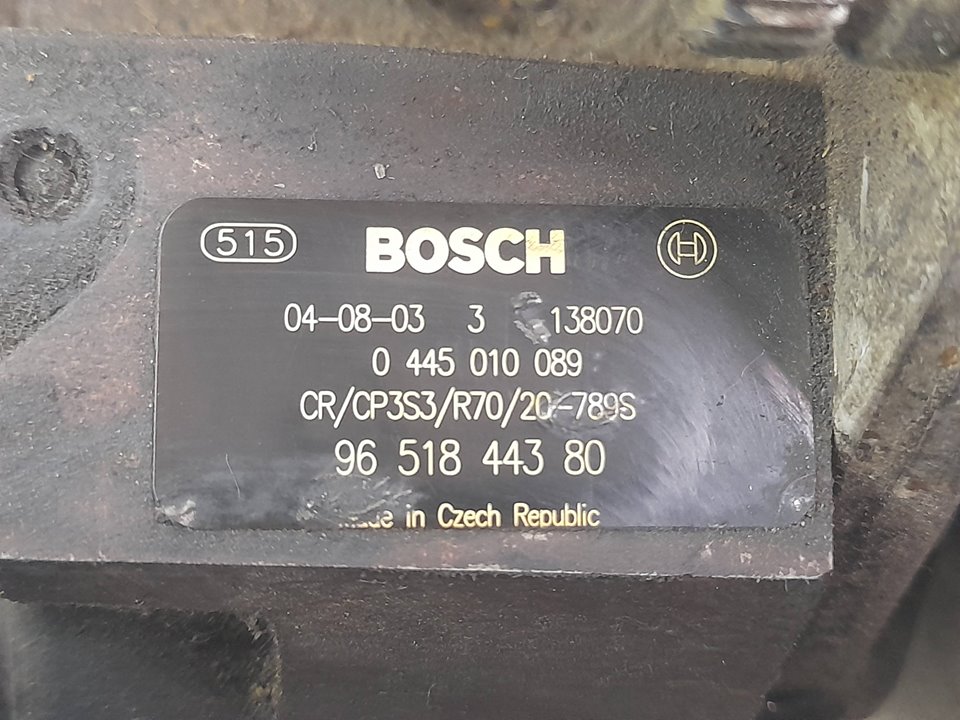 515 BOSCH
04-08-03 3 138070
0 445 010 089
CR/CP3S3/R70/20-789S
96 518 443 80
Made in Czech Republic